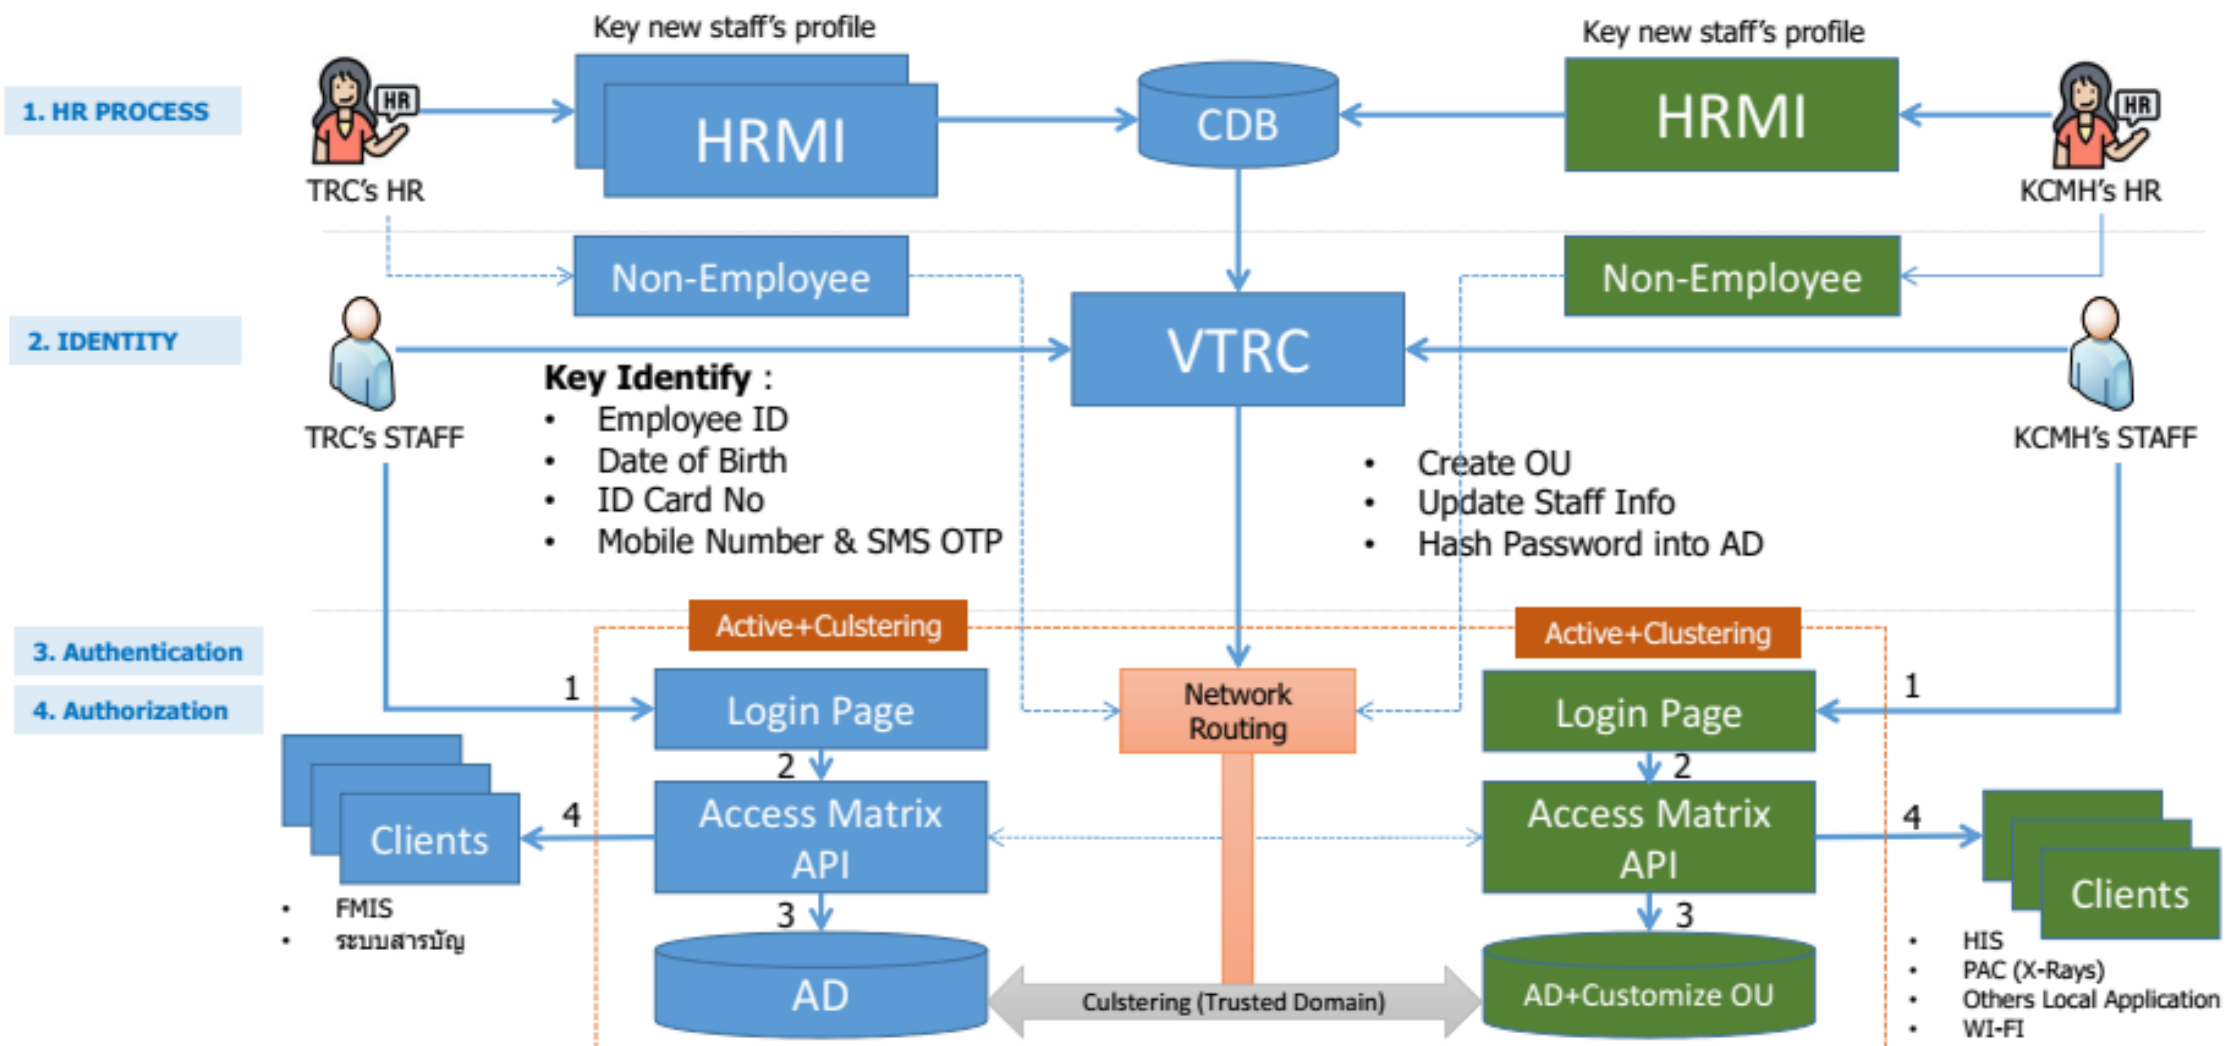 Key new staff's profile
Key new staff's profile
1. HR PROCESS
HR
HRMI
CDB
HRMI
HR
TRC's HR
KCMH's HR
Non-Employee
Non-Employee
2. IDENTITY
VTRC
TRC's STAFF
KCMH's STAFF
Key Identify :
• Employee ID
• Date of Birth
• ID Card No
• Mobile Number & SMS OTP
• Create OU
• Update Staff Info
• Hash Password into AD
3. Authentication
4. Authorization
Active+Culstering
Active+Clustering
1
Login Page
Network
Routing
Login Page
1
2
2
Clients
4
Access Matrix
API
Access Matrix
API
4
Clients
• FMIS
• ระบบสารบัญ
3
3
AD
Culstering (Trusted Domain)
AD+Customize OU
• HIS
• PAC (X-Rays)
• Others Local Application
• WI-FI